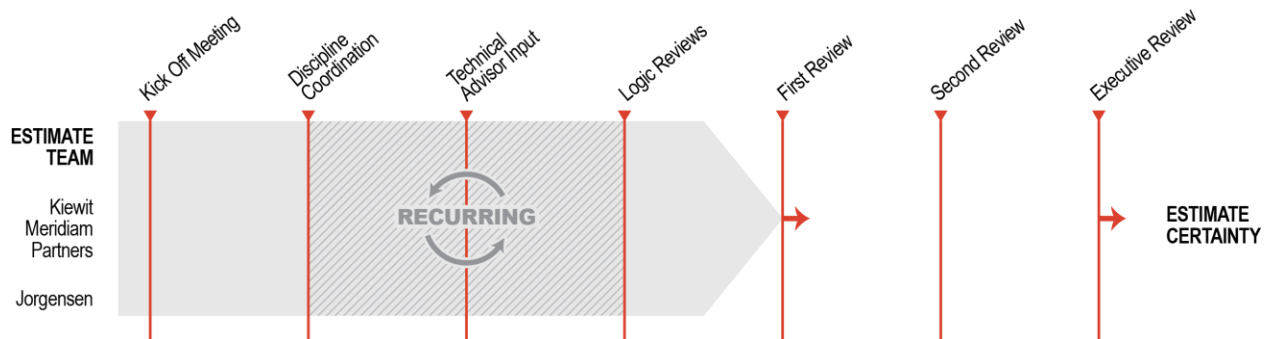 Kick Off Meeting
Discipline
Coordination
Technical
Advisor Input
Logic Reviews
First Review
Second Review
Executive Review
ESTIMATE
TEAM
Kiewit
Meridiam
Partners
Jorgensen
RECURRING
ESTIMATE
CERTAINTY